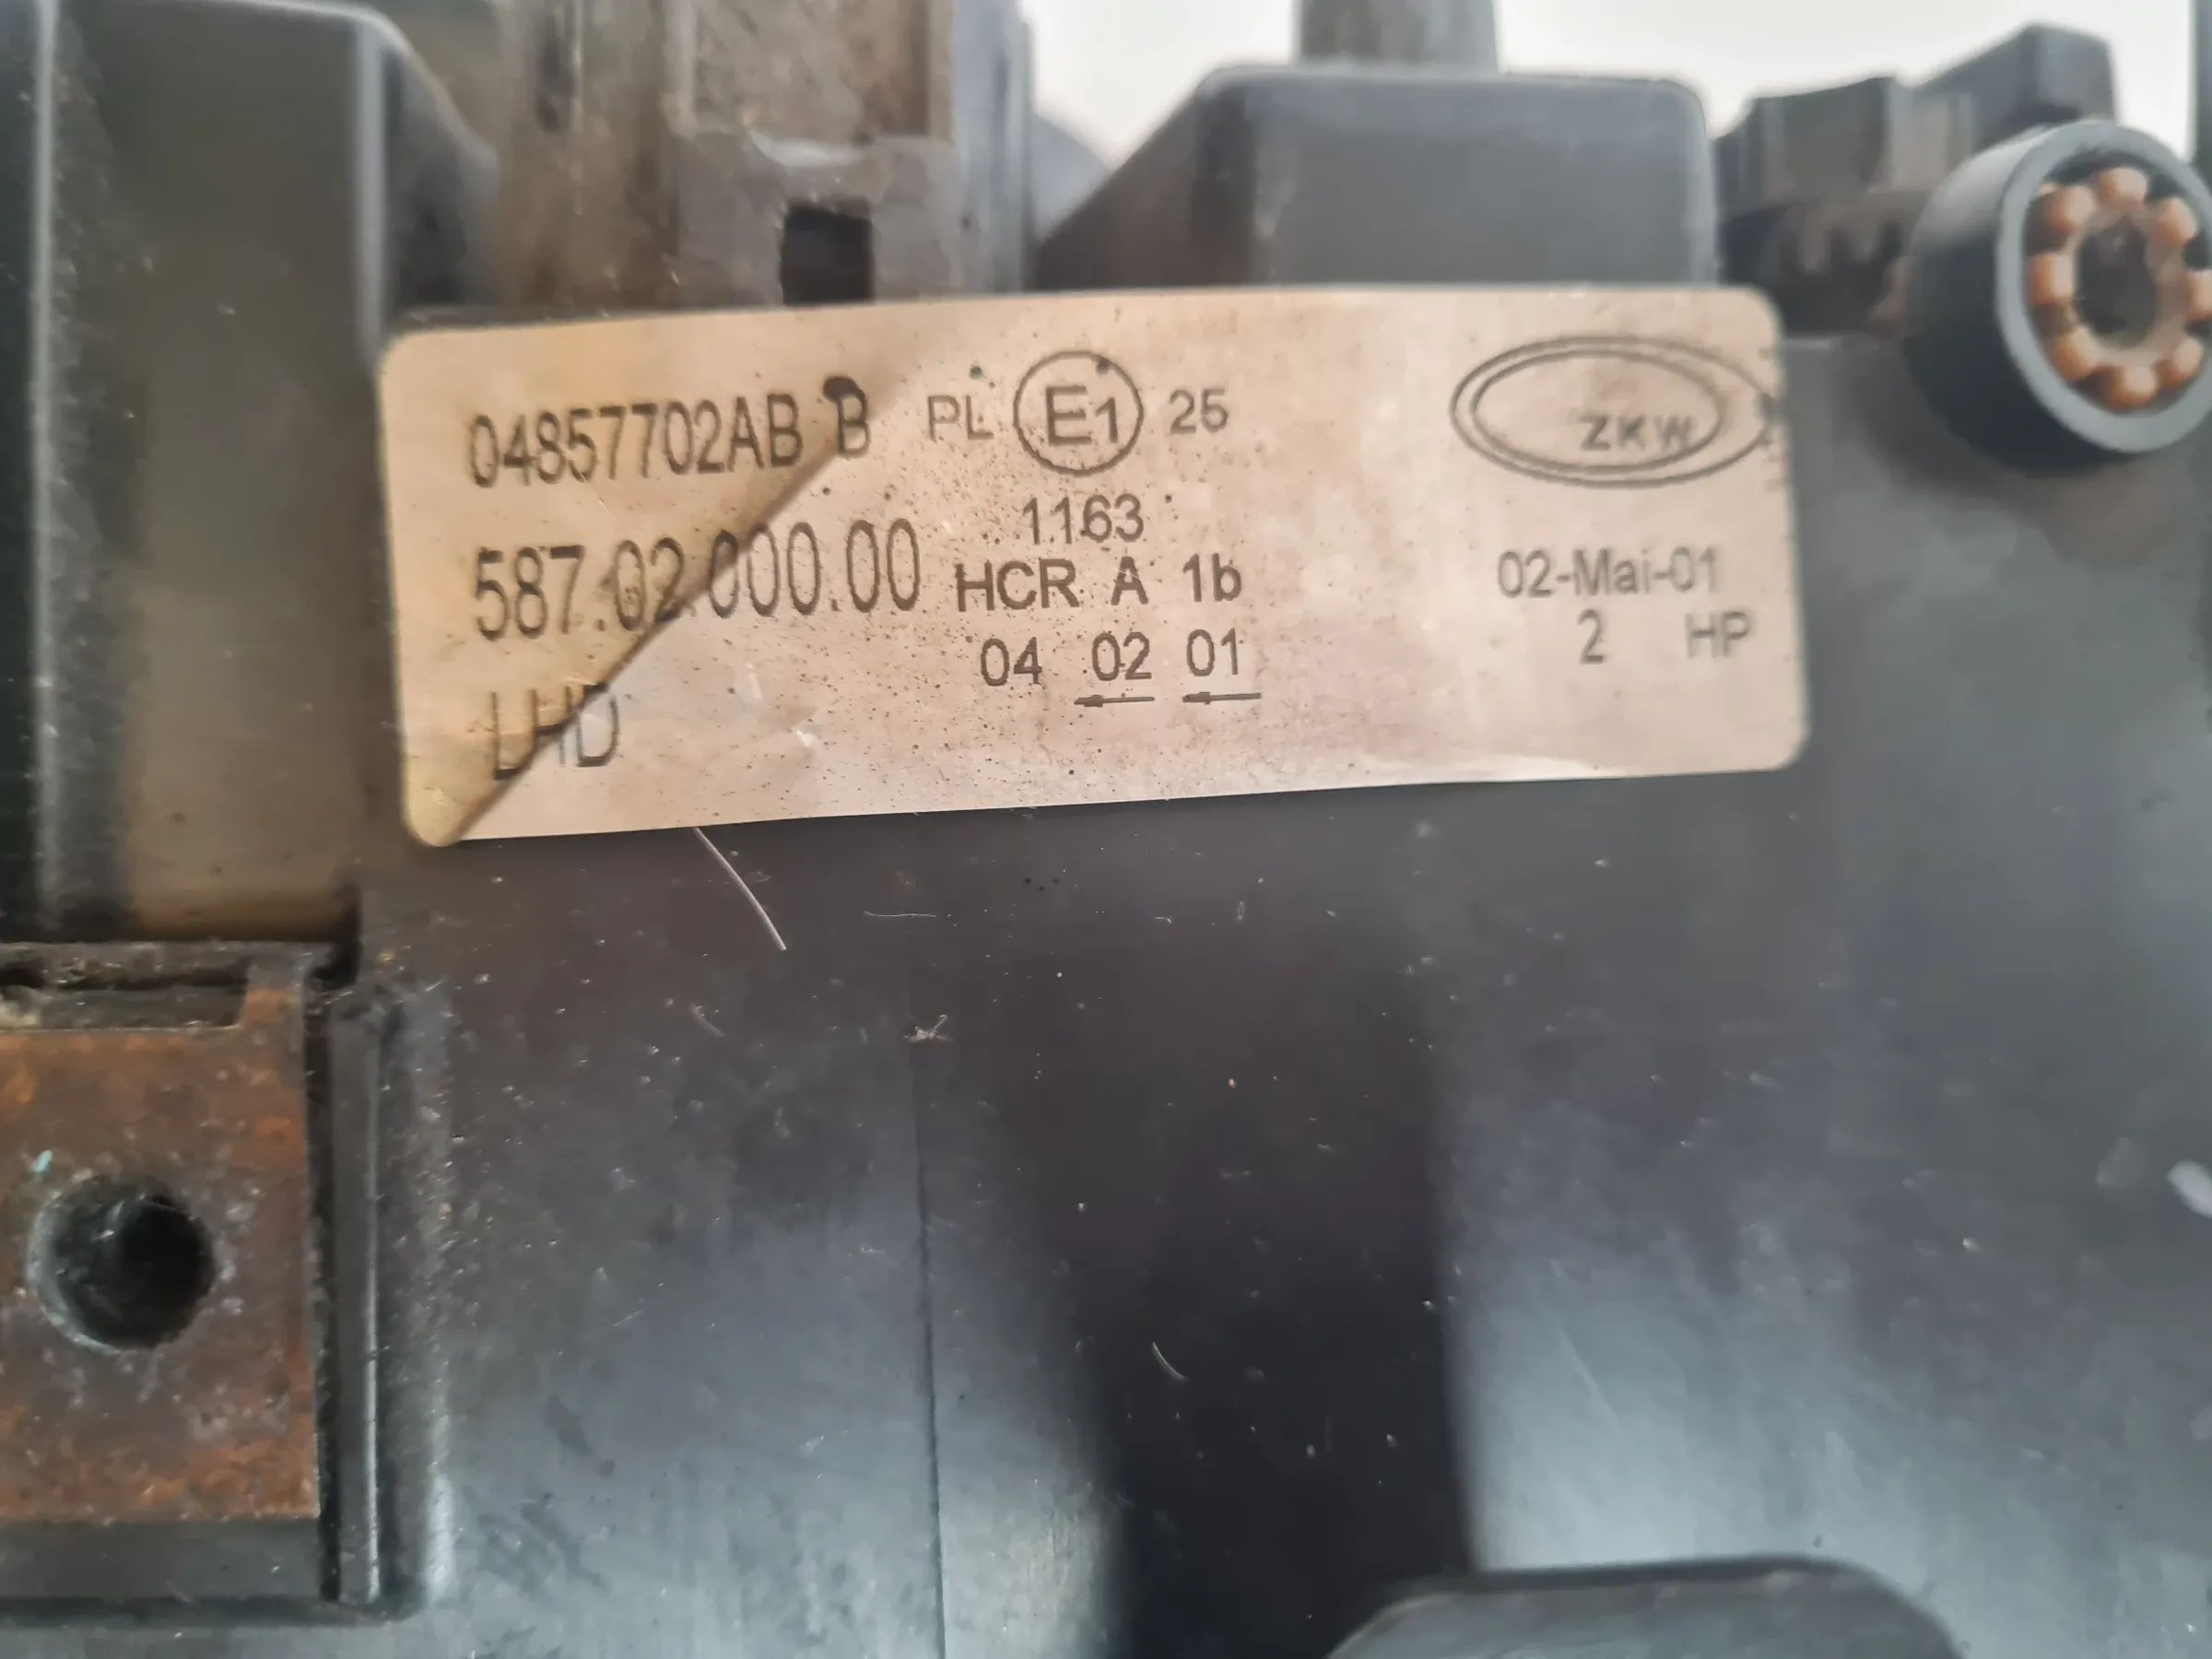 04857702AB B PL E1 25
1163
587.02.000.00 HCR A 1b
04 02 01
LHD
ZKW
02-Mai-01
2 HP